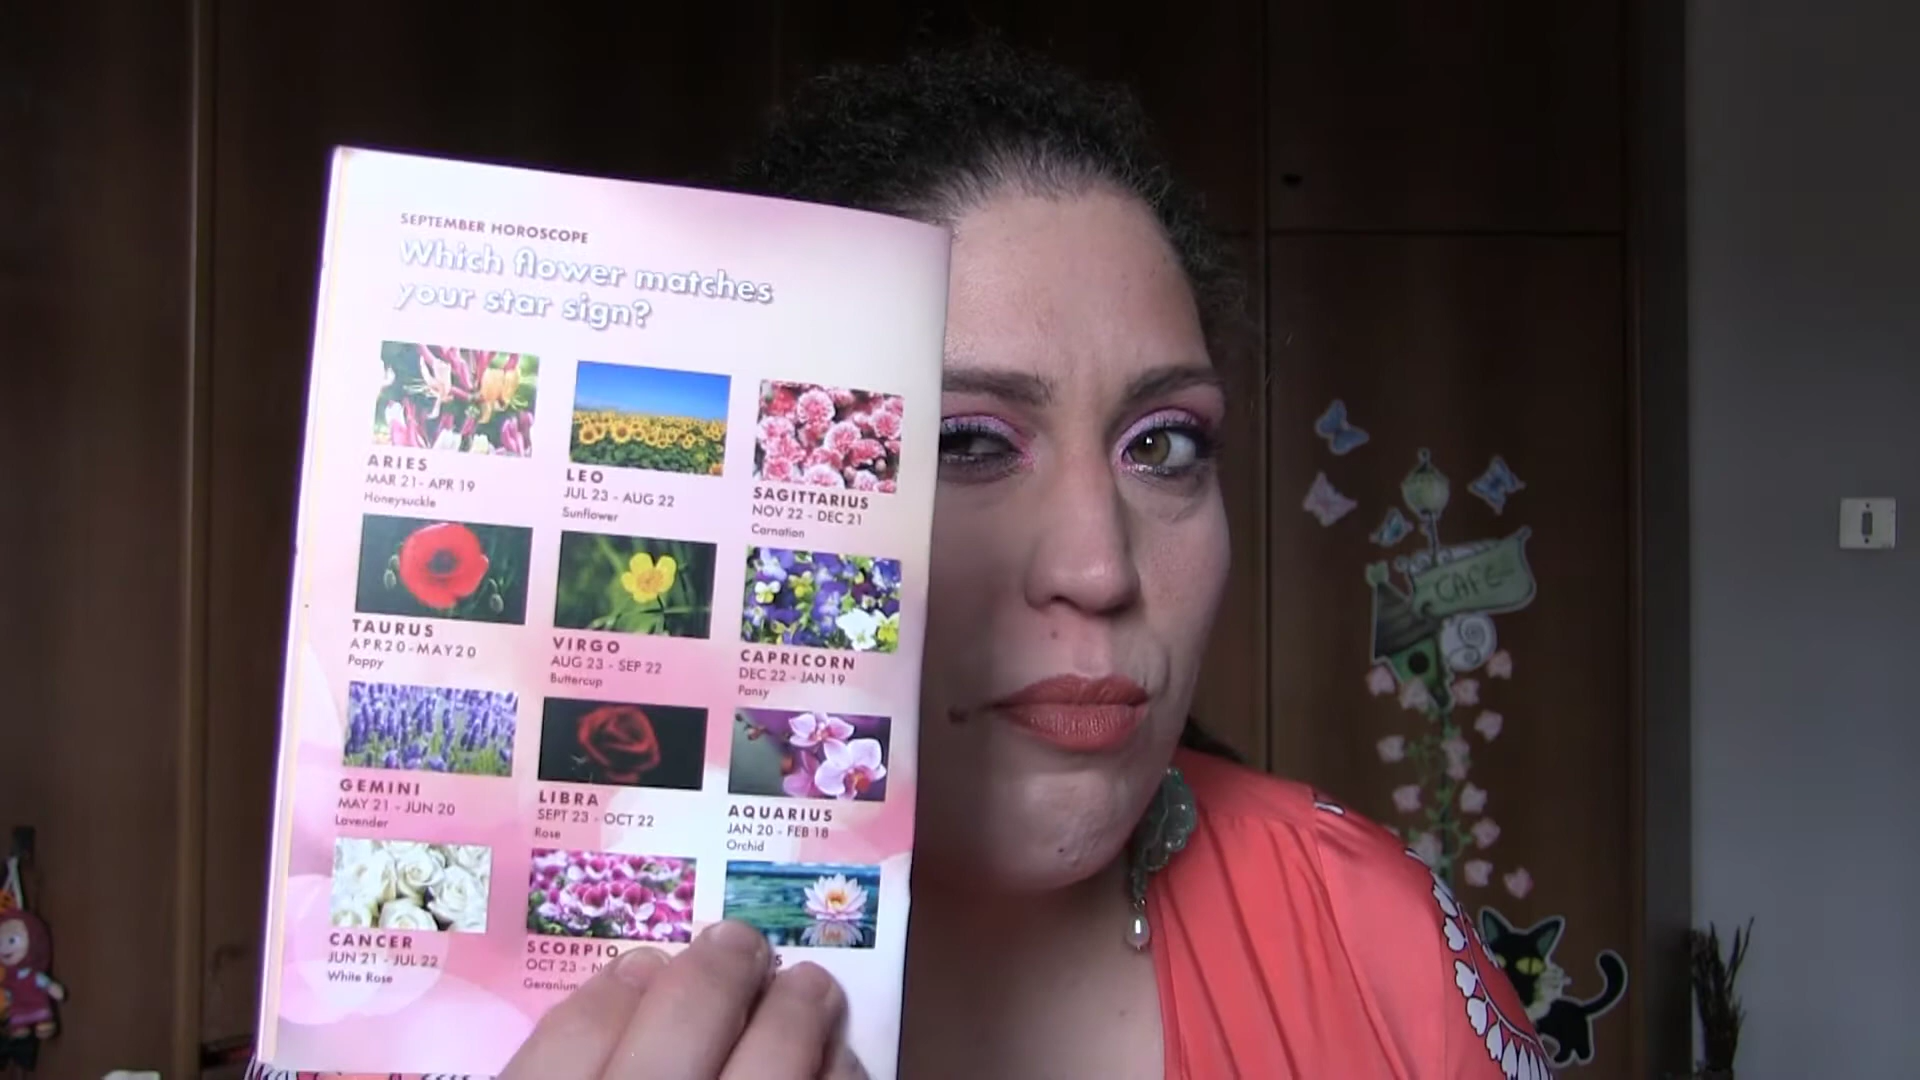 SEPTEMBER HOROSCOPE
Which flower matches
your star sign?
ARIES
MAR 21- APR 19
Honeysuckle
TAURUS
APR20-MAY20
Poppy
GEMINI
MAY 21 - JUN 20
Lavender
CANCER
JUN 21 - JUL 22
White Rose
LEO
JUL 23 - AUG 22
Sunflower
VIRGO
AUG 23 - SEP 22
Buttercup
LIBRA
SEPT 23 - OCT 22
Rose
SCORPIO
OCT 23 - N
Geranium
SAGITTARIUS
NOV 22 - DEC 21
Carnation
CAPRICORN
DEC 22 - JAN 19
Pansy
AQUARIUS
JAN 20 - FEB 18
Orchid
S
CAFE